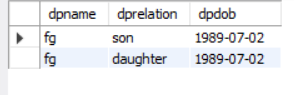 dpname dprelation dpdob
fg son 1989-07-02
fg daughter 1989-07-02